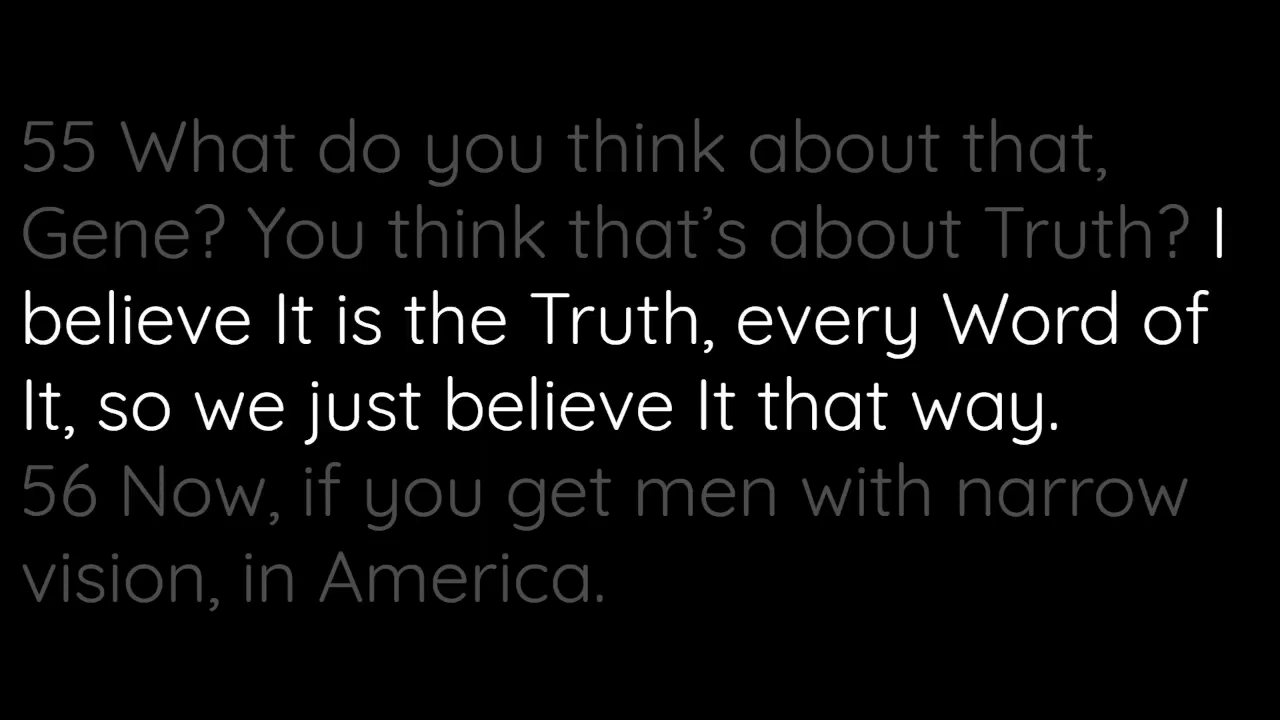 55 What do you think about that,
Gene? You think that’s about Truth? I
believe It is the Truth, every Word of
It, so we just believe It that way.
56 Now, if you get men with narrow
vision, in America.